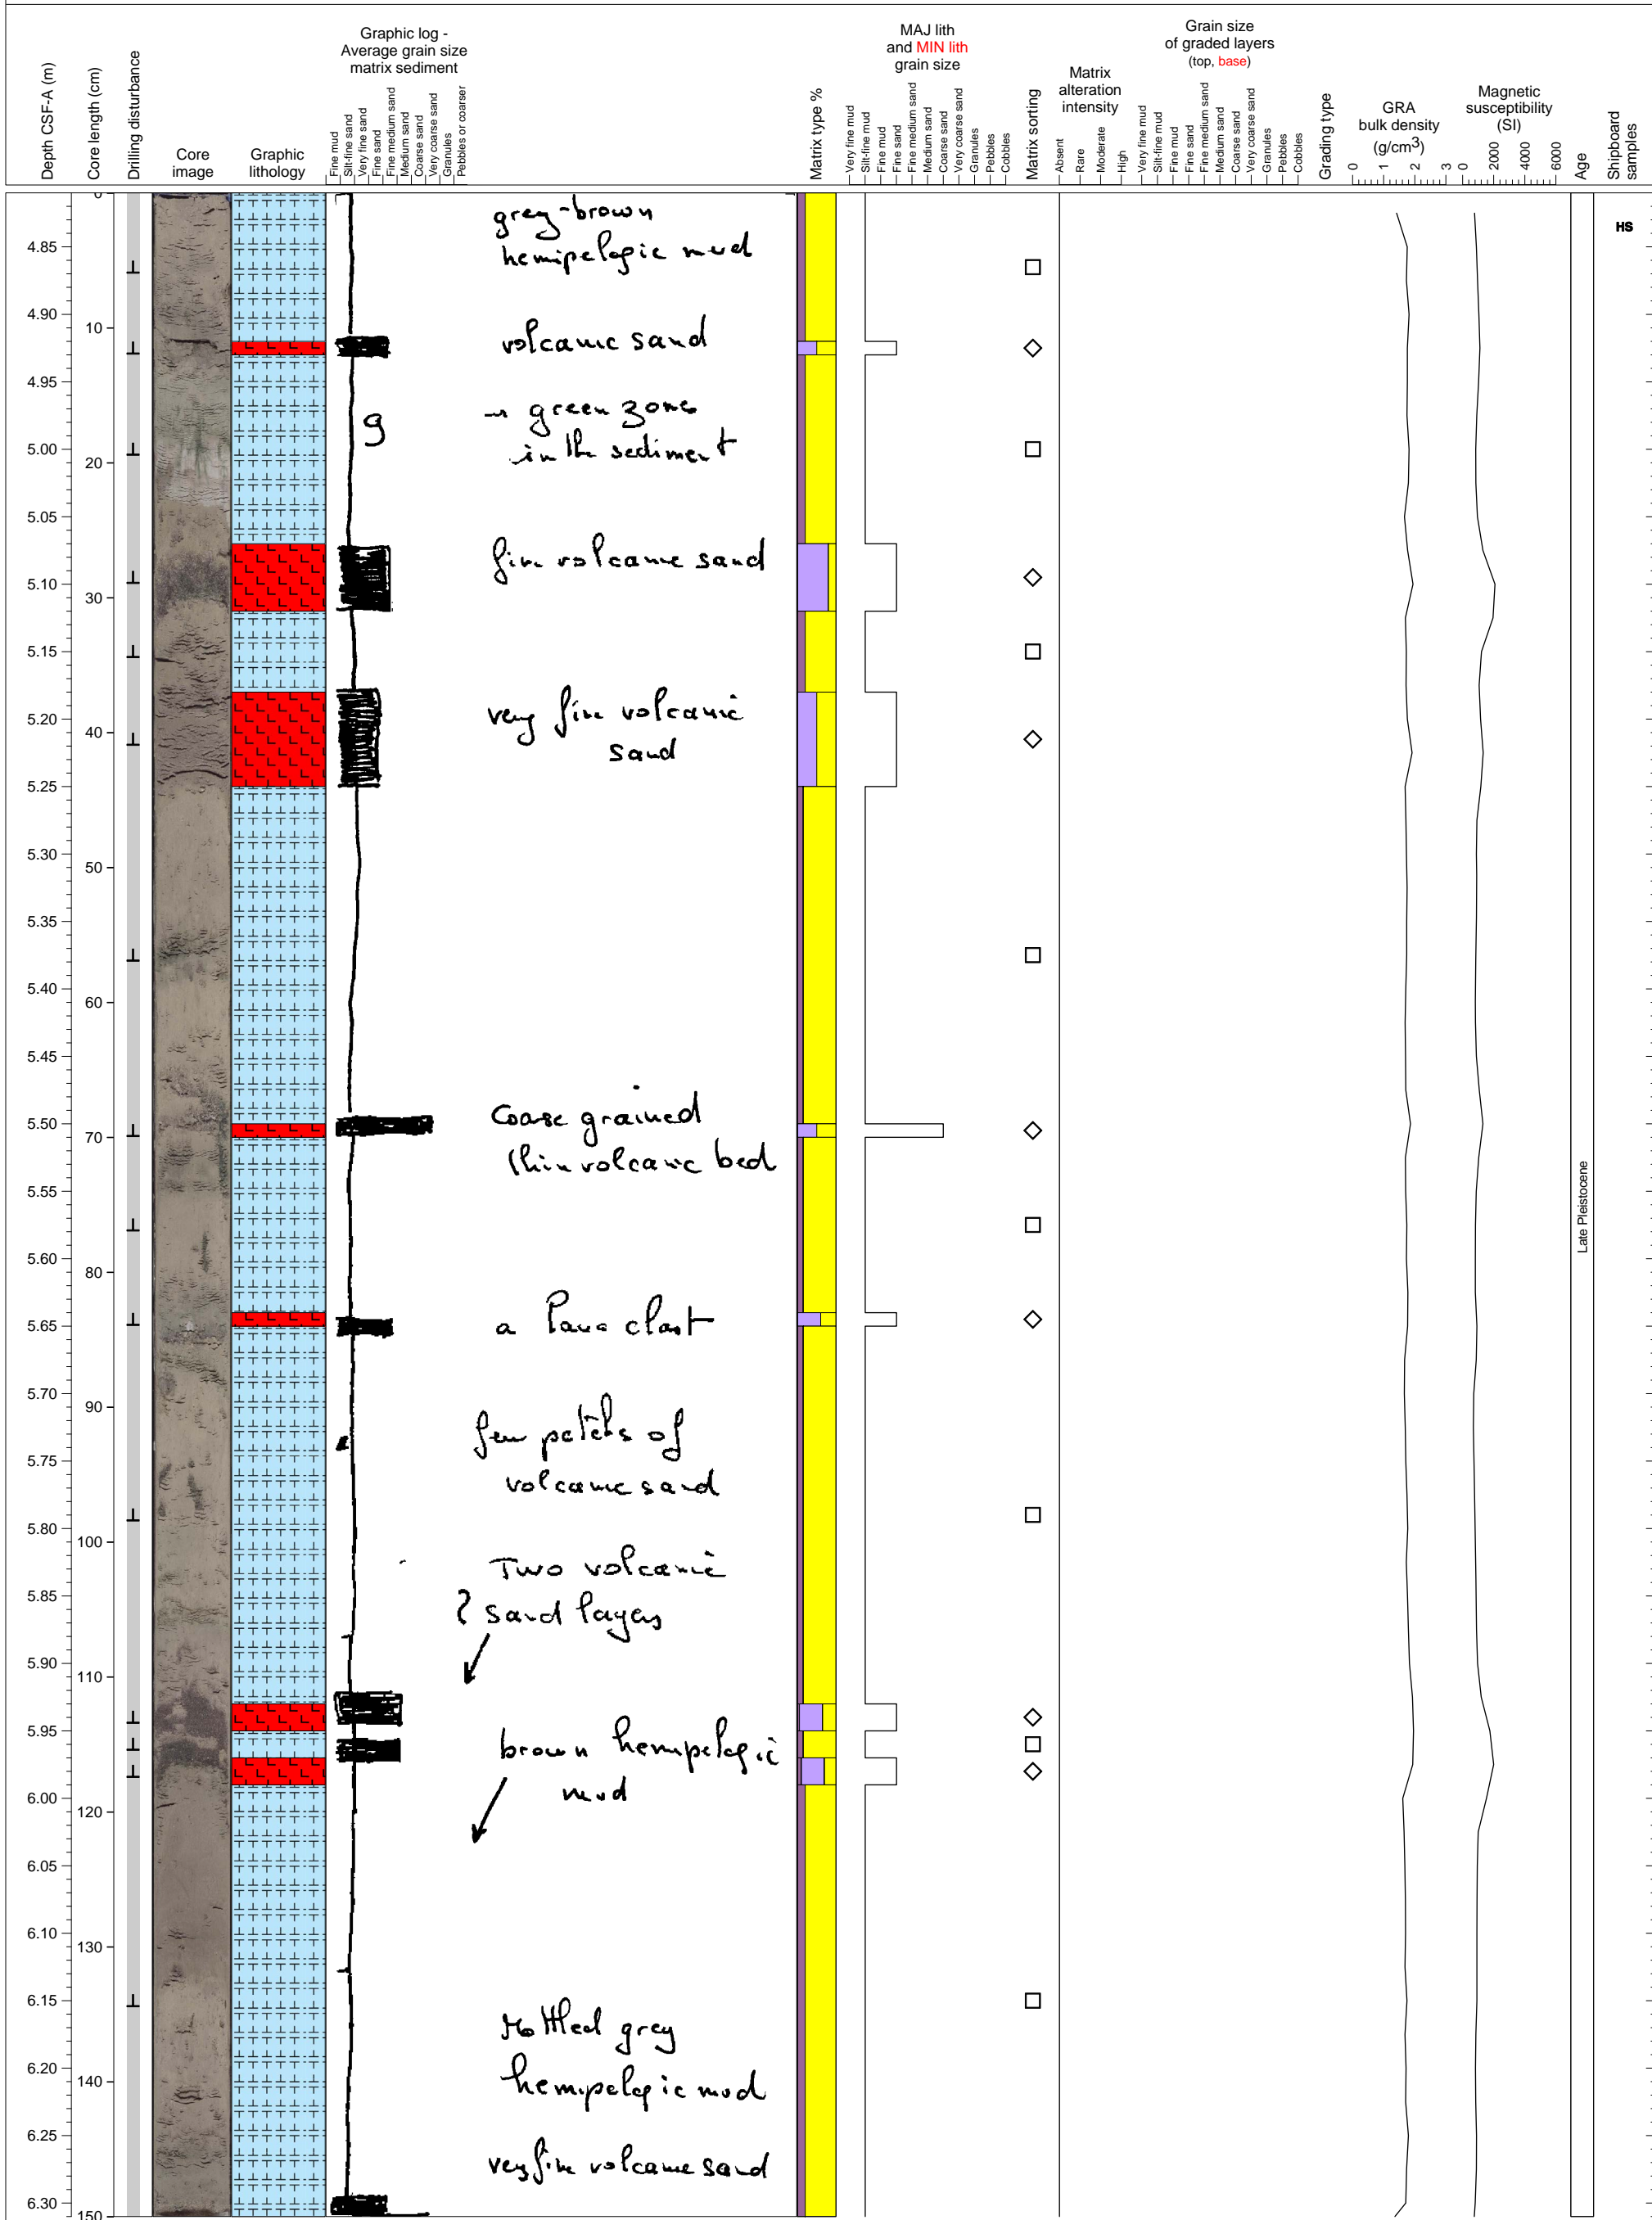 Depth CSF-A (m)
Core length (cm)
Drilling disturbance
Core
image
Graphic
lithology
Graphic log -
Average grain size
matrix sediment
Fine mud
Silt-fine sand
Very fine sand
Fine sand
Fine medium sand
Medium sand
Coarse sand
Very coarse sand
Granules
Pebbles or coarser
Matrix type %
MAJ lith
and MIN lith
grain size
Very fine mud
Silt-fine mud
Fine mud
Fine sand
Fine medium sand
Medium sand
Coarse sand
Very coarse sand
Granules
Pebbles
Cobbles
Matrix sorting
Matrix
alteration
intensity
Absent
Rare
Moderate
High
Grain size
of graded layers
(top, base)
Very fine mud
Silt-fine mud
Fine mud
Fine sand
Fine medium sand
Medium sand
Coarse sand
Very coarse sand
Granules
Pebbles
Cobbles
Grading type
GRA
bulk density
(g/cm3)
0 1 2 3
Magnetic
susceptibility
(SI)
0 2000 4000 6000
Age
Shipboard
samples
4.85
4.90
4.95
5.00
5.05
5.10
5.15
5.20
5.25
5.30
5.35
5.40
5.45
5.50
5.55
5.60
5.65
5.70
5.75
5.80
5.85
5.90
5.95
6.00
6.05
6.10
6.15
6.20
6.25
6.30
0
10
20
30
40
50
60
70
80
90
100
110
120
130
140
150
grey-brown
hemipelagic mud
volcanic sand
g
~ green zone
in the sediment
fine volcanic sand
very fine volcanic
sand
Coase grained
thin volcanic bed
a lava clast
few patchs of
volcanic sand
Two volcanic
? sand layers
brown hemipelagic
mud
Mottled grey
hemipelagic mud
very fine volcanic sand
Late Pleistocene
HS